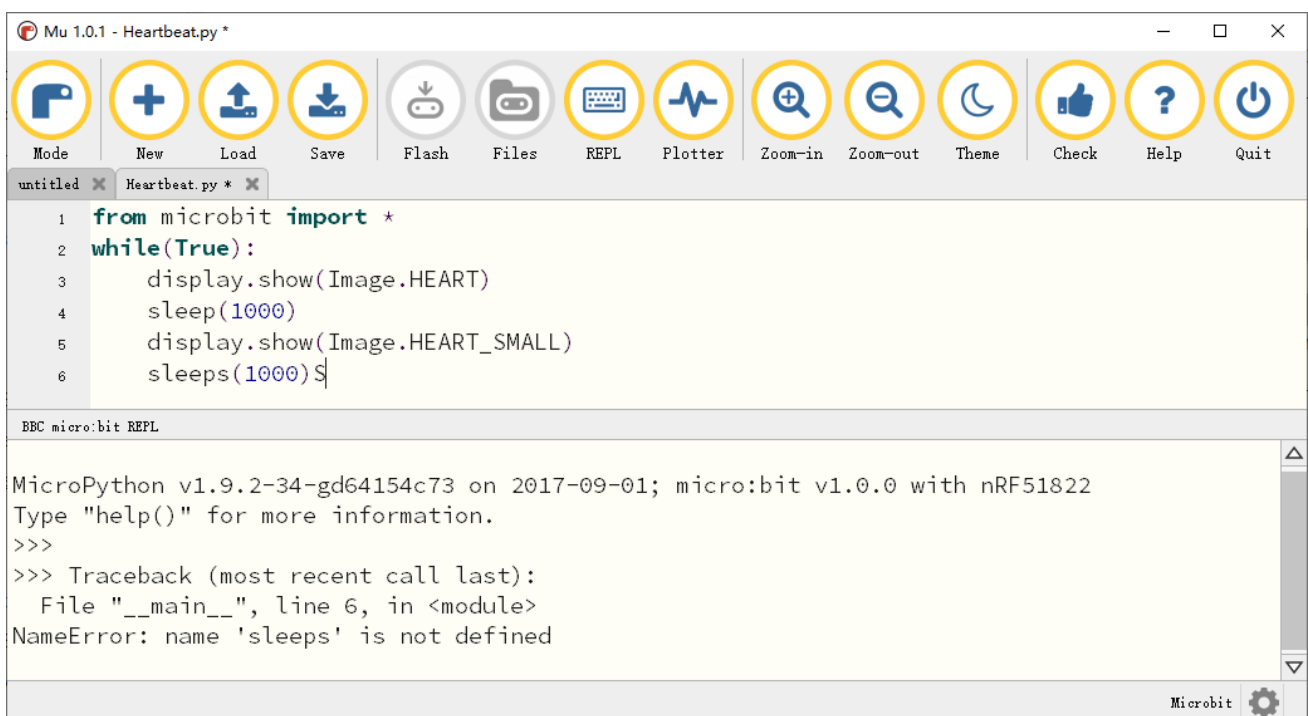 Mu 1.0.1 - Heartbeat.py *
Mode New Load Save Flash Files REPL Plotter Zoom-in Zoom-out Theme Check Help Quit
untitled Heartbeat.py *
1 from microbit import *
2 while(True):
3     display.show(Image.HEART)
4     sleep(1000)
5     display.show(Image.HEART_SMALL)
6     sleeps(1000)S
BBC micro:bit REPL
MicroPython v1.9.2-34-gd64154c73 on 2017-09-01; micro:bit v1.0.0 with nRF51822
Type "help()" for more information.
>>>
>>> Traceback (most recent call last):
  File "__main__", line 6, in <module>
NameError: name 'sleeps' is not defined
Microbit